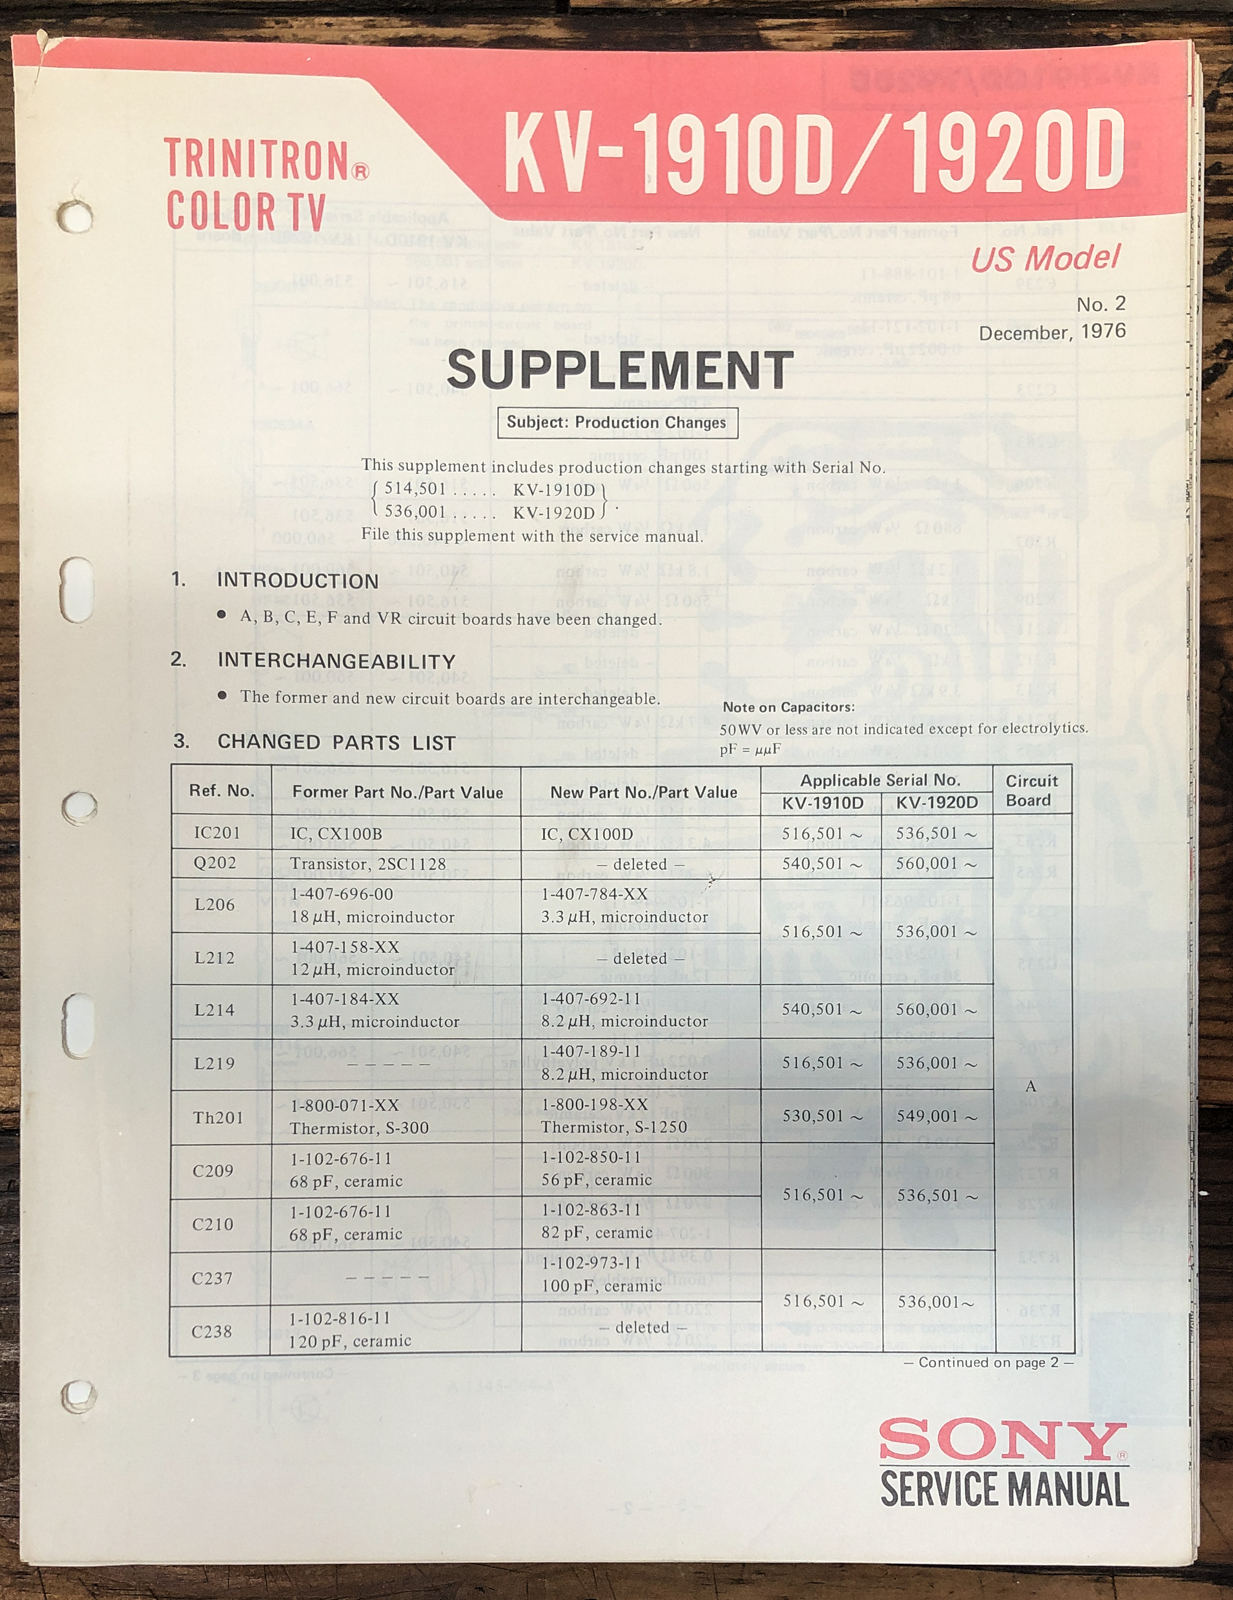 TRINITRON®
COLOR TV
KV-1910D/1920D
US Model
No. 2
December, 1976
SUPPLEMENT
Subject: Production Changes
This supplement includes production changes starting with Serial No.
{ 514,501 ..... KV-1910D }
{ 536,001 ..... KV-1920D } .
File this supplement with the service manual.
1. INTRODUCTION
● A, B, C, E, F and VR circuit boards have been changed.
2. INTERCHANGEABILITY
● The former and new circuit boards are interchangeable.
Note on Capacitors:
50WV or less are not indicated except for electrolytics.
pF = μμF
3. CHANGED PARTS LIST
Ref. No. Former Part No./Part Value New Part No./Part Value Applicable Serial No. Circuit Board
KV-1910D KV-1920D
IC201 IC, CX100B IC, CX100D 516,501 ~ 536,501 ~
Q202 Transistor, 2SC1128 – deleted – 540,501 ~ 560,001 ~
L206 1-407-696-00 1-407-784-XX
18 μH, microinductor 3.3 μH, microinductor
516,501 ~ 536,001 ~
L212 1-407-158-XX – deleted –
12 μH, microinductor
L214 1-407-184-XX 1-407-692-11 540,501 ~ 560,001 ~
3.3 μH, microinductor 8.2 μH, microinductor
L219 – – – – – 1-407-189-11 516,501 ~ 536,001 ~
8.2 μH, microinductor
A
Th201 1-800-071-XX 1-800-198-XX 530,501 ~ 549,001 ~
Thermistor, S-300 Thermistor, S-1250
C209 1-102-676-11 1-102-850-11
68 pF, ceramic 56 pF, ceramic
516,501 ~ 536,501 ~
C210 1-102-676-11 1-102-863-11
68 pF, ceramic 82 pF, ceramic
C237 – – – – – 1-102-973-11
100 pF, ceramic
516,501 ~ 536,001~
C238 1-102-816-11 – deleted –
120 pF, ceramic
– Continued on page 2 –
SONY®
SERVICE MANUAL